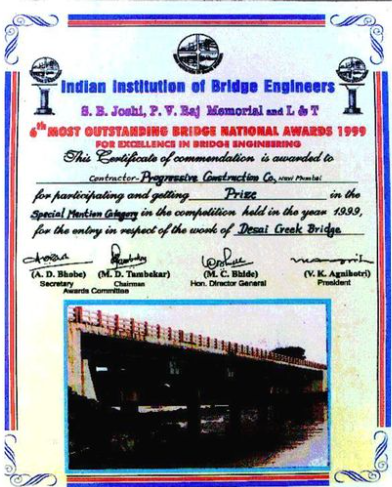 Indian Institution of Bridge Engineers
S. B. Joshi, P. V. Raj Memorial and L & T
6th MOST OUTSTANDING BRIDGE NATIONAL AWARDS 1999
FOR EXCELLENCE IN BRIDGE ENGINEERING
This Certificate of commendation is awarded to
Contractor- Progressive Construction Co, Navi Mumbai
for participating and getting Prize in the
Special Mention Category in the competition held in the year 1999,
for the entry in respect of the work of Desai Creek Bridge
(A. D. Bhobe) (M. D. Tambekar) (M. C. Bhide) (V. K. Agnihotri)
Secretary Chairman Hon. Director General President
Awards Committee